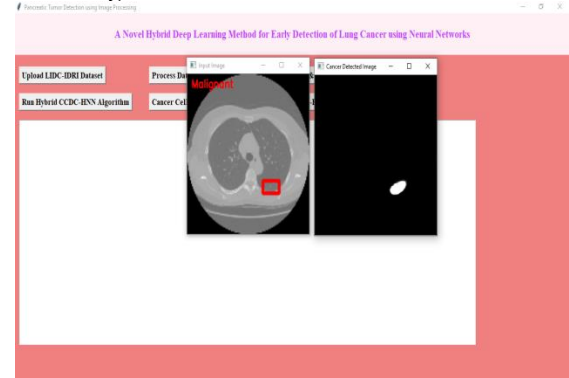 Pancreatic Tumor Detection using Image Processing
A Novel Hybrid Deep Learning Method for Early Detection of Lung Cancer using Neural Networks
Input Image
Cancer Detected Image
Upload LIDC-IDRI Dataset
Process Da
Malignant
Run Hybrid CCDC-HNN Algorithm
Cancer Cel